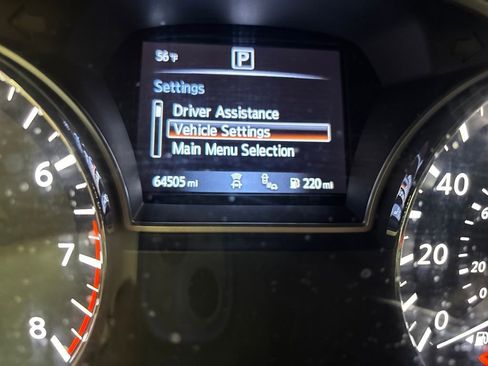 56 °F P
Settings
Driver Assistance
Vehicle Settings
Main Menu Selection
64505 mi 220 mi
6
7
8
40
20
0
0